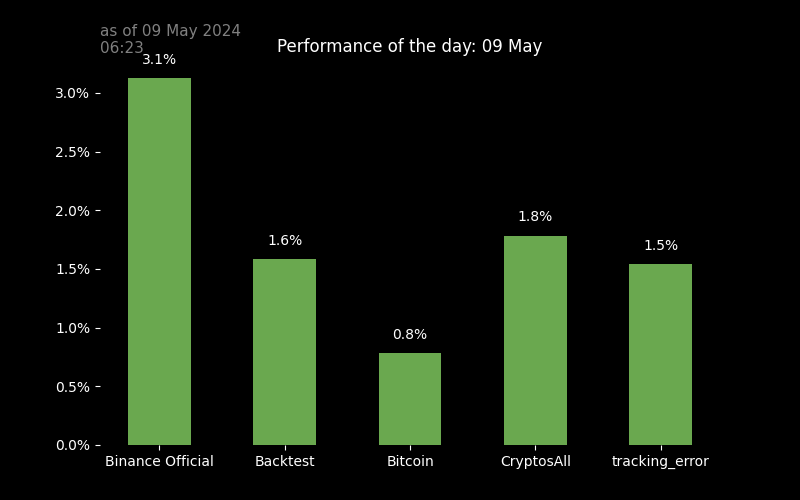 as of 09 May 2024
06:23
Performance of the day: 09 May
3.1%
1.6%
0.8%
1.8%
1.5%
3.0%
2.5%
2.0%
1.5%
1.0%
0.5%
0.0%
Binance Official
Backtest
Bitcoin
CryptosAll
tracking_error